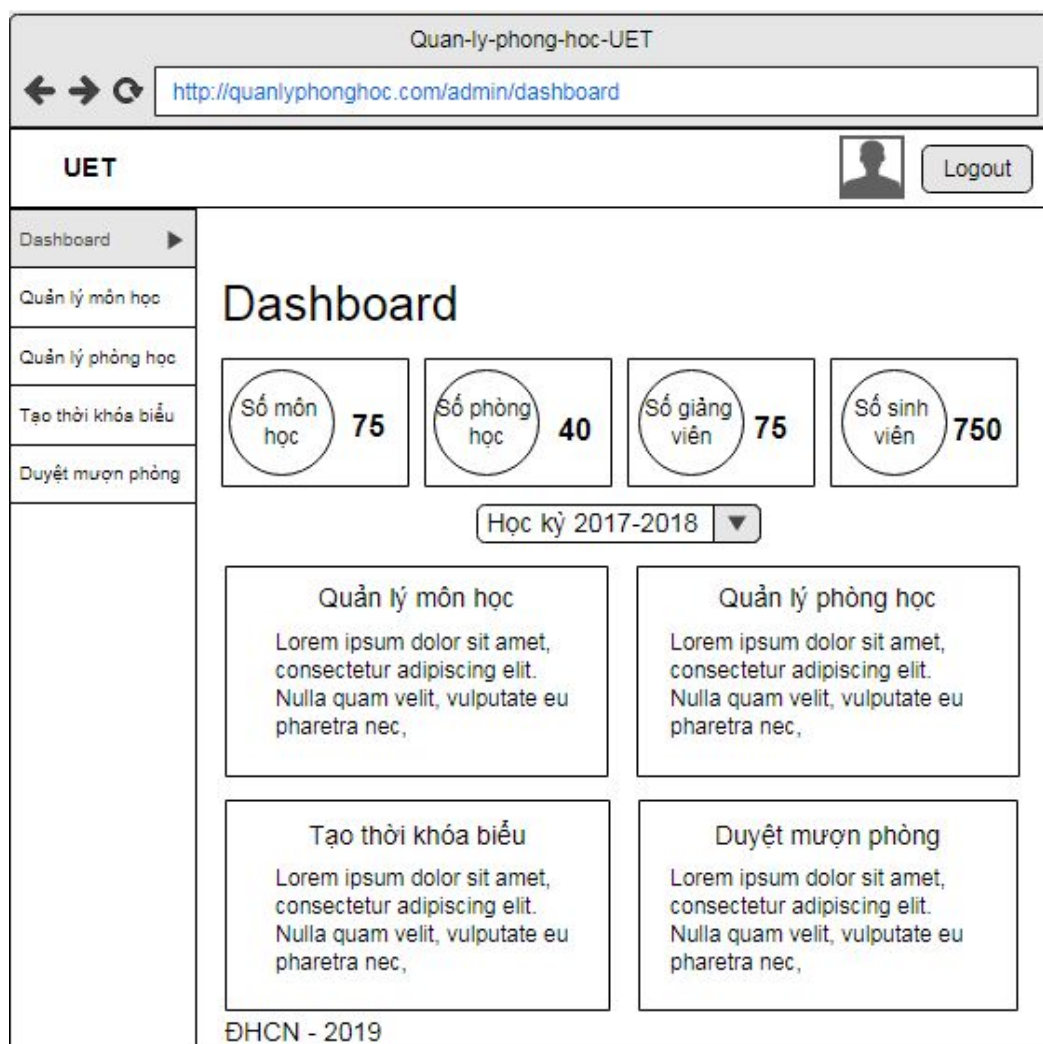 Quan-ly-phong-hoc-UET
http://quanlyphonghoc.com/admin/dashboard
UET
Logout
Dashboard
Quản lý môn học
Quản lý phòng học
Tạo thời khóa biểu
Duyệt mượn phòng
Dashboard
Số môn
học
75
Số phòng
học
40
Số giảng
viên
75
Số sinh
viên
750
Học kỳ 2017-2018
Quản lý môn học
Lorem ipsum dolor sit amet,
consectetur adipiscing elit.
Nulla quam velit, vulputate eu
pharetra nec,
Quản lý phòng học
Lorem ipsum dolor sit amet,
consectetur adipiscing elit.
Nulla quam velit, vulputate eu
pharetra nec,
Tạo thời khóa biểu
Lorem ipsum dolor sit amet,
consectetur adipiscing elit.
Nulla quam velit, vulputate eu
pharetra nec,
Duyệt mượn phòng
Lorem ipsum dolor sit amet,
consectetur adipiscing elit.
Nulla quam velit, vulputate eu
pharetra nec,
ĐHCN - 2019